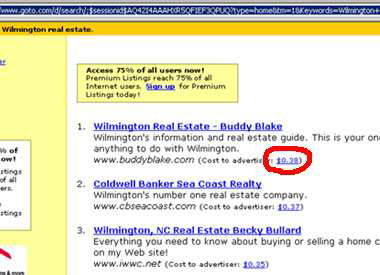 www.goto.com/d/search/;$sessionid$AQ42I4AAAHXR5QFIEF3QPUQ?type=home&tm=1&Keywords=Wilmington+
Wilmington real estate.
Access 75% of all users now!
Premium Listings reach 75% of all
Internet users. Sign up for Premium
Listings today!
% of
now!
1. Wilmington Real Estate - Buddy Blake
Wilmington's information and real estate guide. This is your one
anything to do with Wilmington.
www.buddyblake.com (Cost to advertiser: $0.38)
2. Coldwell Banker Sea Coast Realty
Wilmington's number one real estate company.
www.cbseacoast.com (Cost to advertiser: $0.37)
3. Wilmington, NC Real Estate Becky Bullard
Everything you need to know about buying or selling a home c
on my Web site!
www.iwwc.net (Cost to advertiser: $0.35)